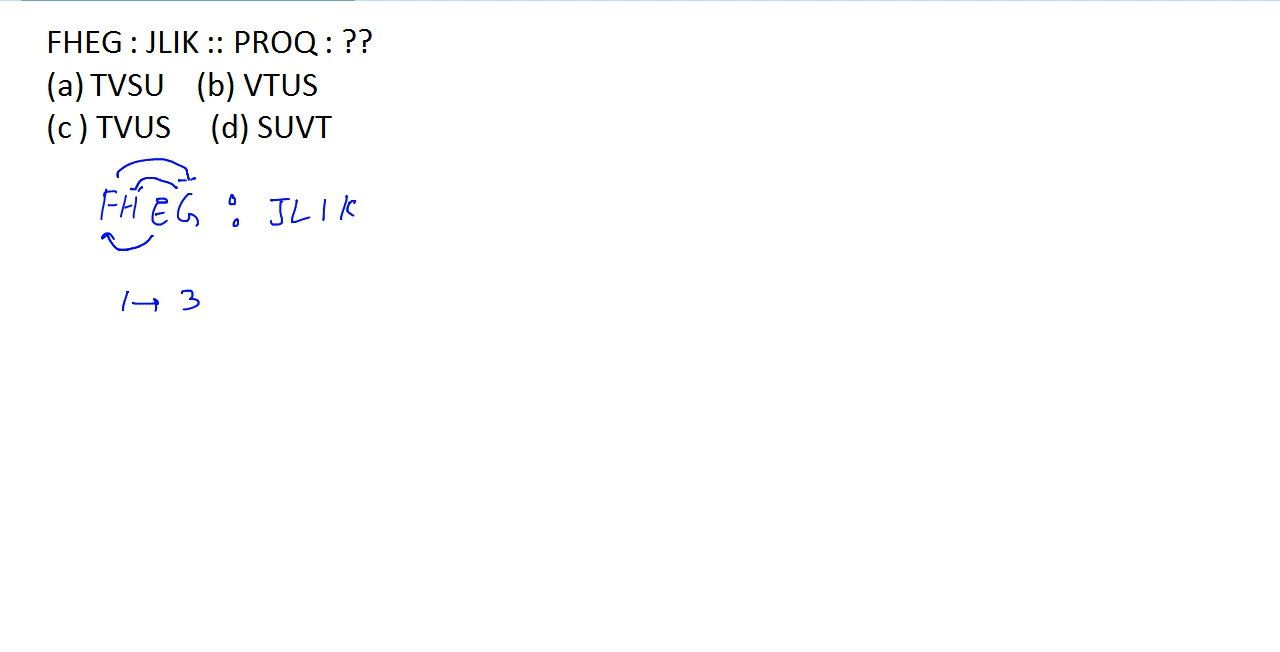 FHEG : JLIK :: PROQ : ??
(a) TVSU (b) VTUS
(c ) TVUS (d) SUVT
FHEG : JLIK
1 → 3